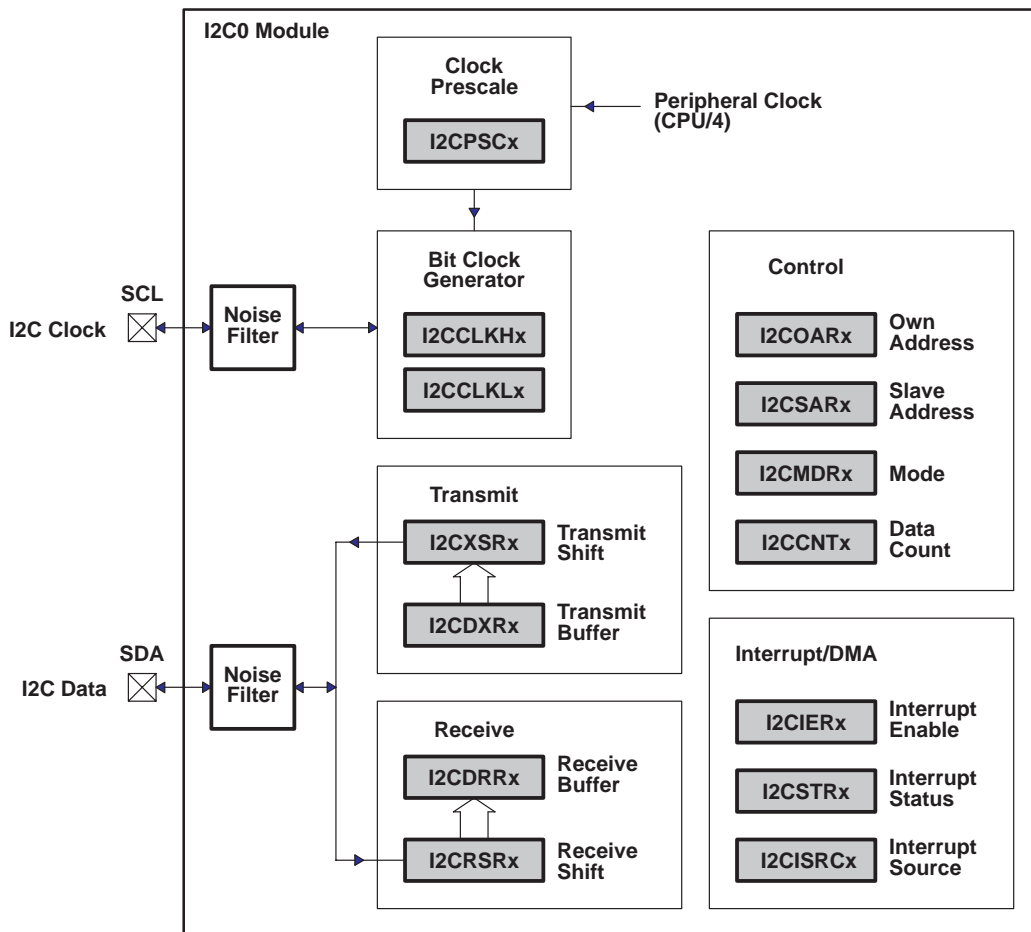 I2C0 Module
Clock
Prescale
I2CPSCx
Peripheral Clock
(CPU/4)
Bit Clock
Generator
I2CCLKHx
I2CCLKLx
SCL
I2C Clock
Noise
Filter
Control
I2COARx
Own
Address
I2CSARx
Slave
Address
I2CMDRx
Mode
I2CCNTx
Data
Count
Transmit
I2CXSRx
Transmit
Shift
I2CDXRx
Transmit
Buffer
SDA
I2C Data
Noise
Filter
Receive
I2CDRRx
Receive
Buffer
I2CRSRx
Receive
Shift
Interrupt/DMA
I2CIERx
Interrupt
Enable
I2CSTRx
Interrupt
Status
I2CISRCx
Interrupt
Source